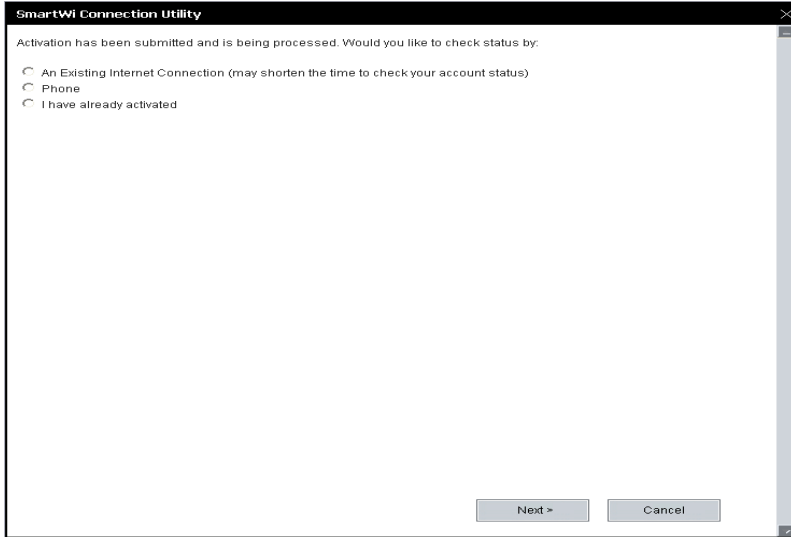 SmartWi Connection Utility
Activation has been submitted and is being processed. Would you like to check status by:
An Existing Internet Connection (may shorten the time to check your account status)
Phone
I have already activated
Next >
Cancel